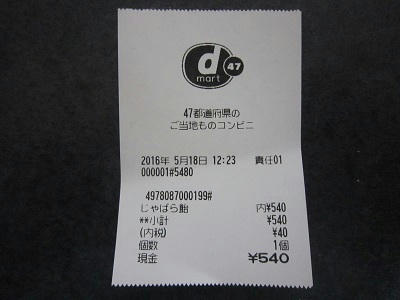 d
47
mart
47都道府県の
ご当地ものコンビニ
2016年 5月18日 12:23 責任01
000001#5480
4978087000199#
じゃばら飴 内¥540
**小計 ¥540
(内税) ¥40
個数 1個
現金 ¥540